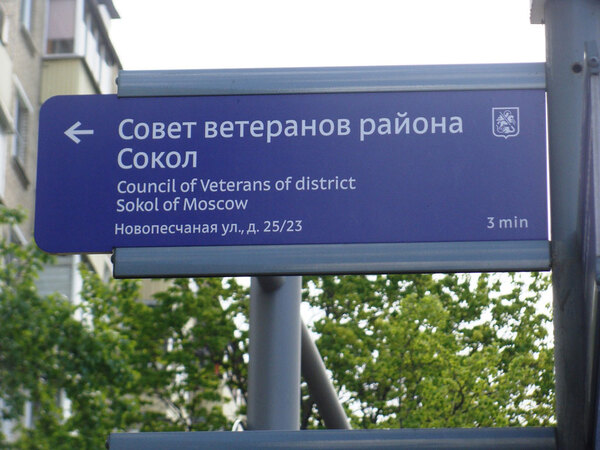 Совет ветеранов района
Сокол
Council of Veterans of district
Sokol of Moscow
Новопесчаная ул., д. 25/23
3 min